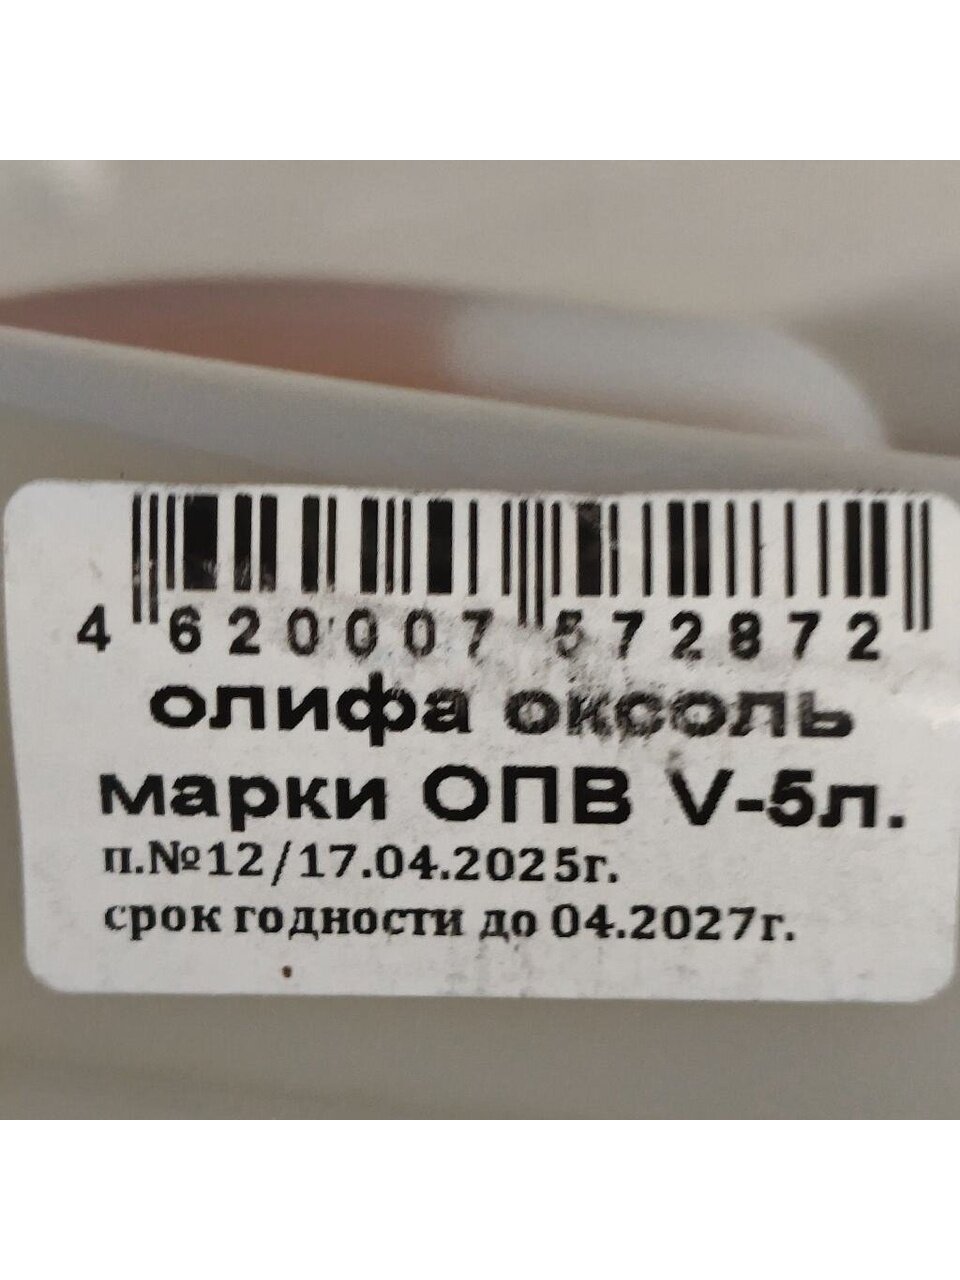 4 620007 572872
олифа оксоль
марки ОПВ V-5л.
п.№12/17.04.2025г.
срок годности до 04.2027г.